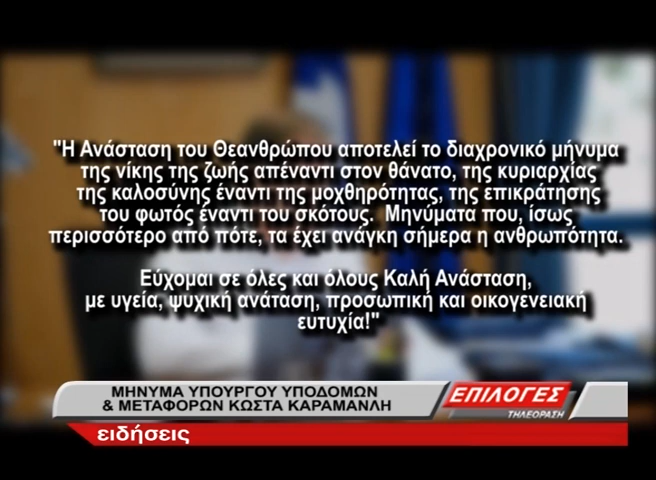 "Η Ανάσταση του Θεανθρώπου αποτελεί το διαχρονικό μήνυμα
της νίκης της ζωής απέναντι στον θάνατο, της κυριαρχίας
της καλοσύνης έναντι της μοχθηρότητας, της επικράτησης
του φωτός έναντι του σκότους. Μηνύματα που, ίσως
περισσότερο από πότε, τα έχει ανάγκη σήμερα η ανθρωπότητα.
Εύχομαι σε όλες και όλους Καλή Ανάσταση,
με υγεία, ψυχική ανάταση, προσωπική και οικογενειακή
ευτυχία!"
ΜΗΝΥΜΑ ΥΠΟΥΡΓΟΥ ΥΠΟΔΟΜΩΝ
& ΜΕΤΑΦΟΡΩΝ ΚΩΣΤΑ ΚΑΡΑΜΑΝΛΗ
ΕΠΙΛΟΓΕΣ
ΤΗΛΕΟΡΑΣΗ
ειδήσεις